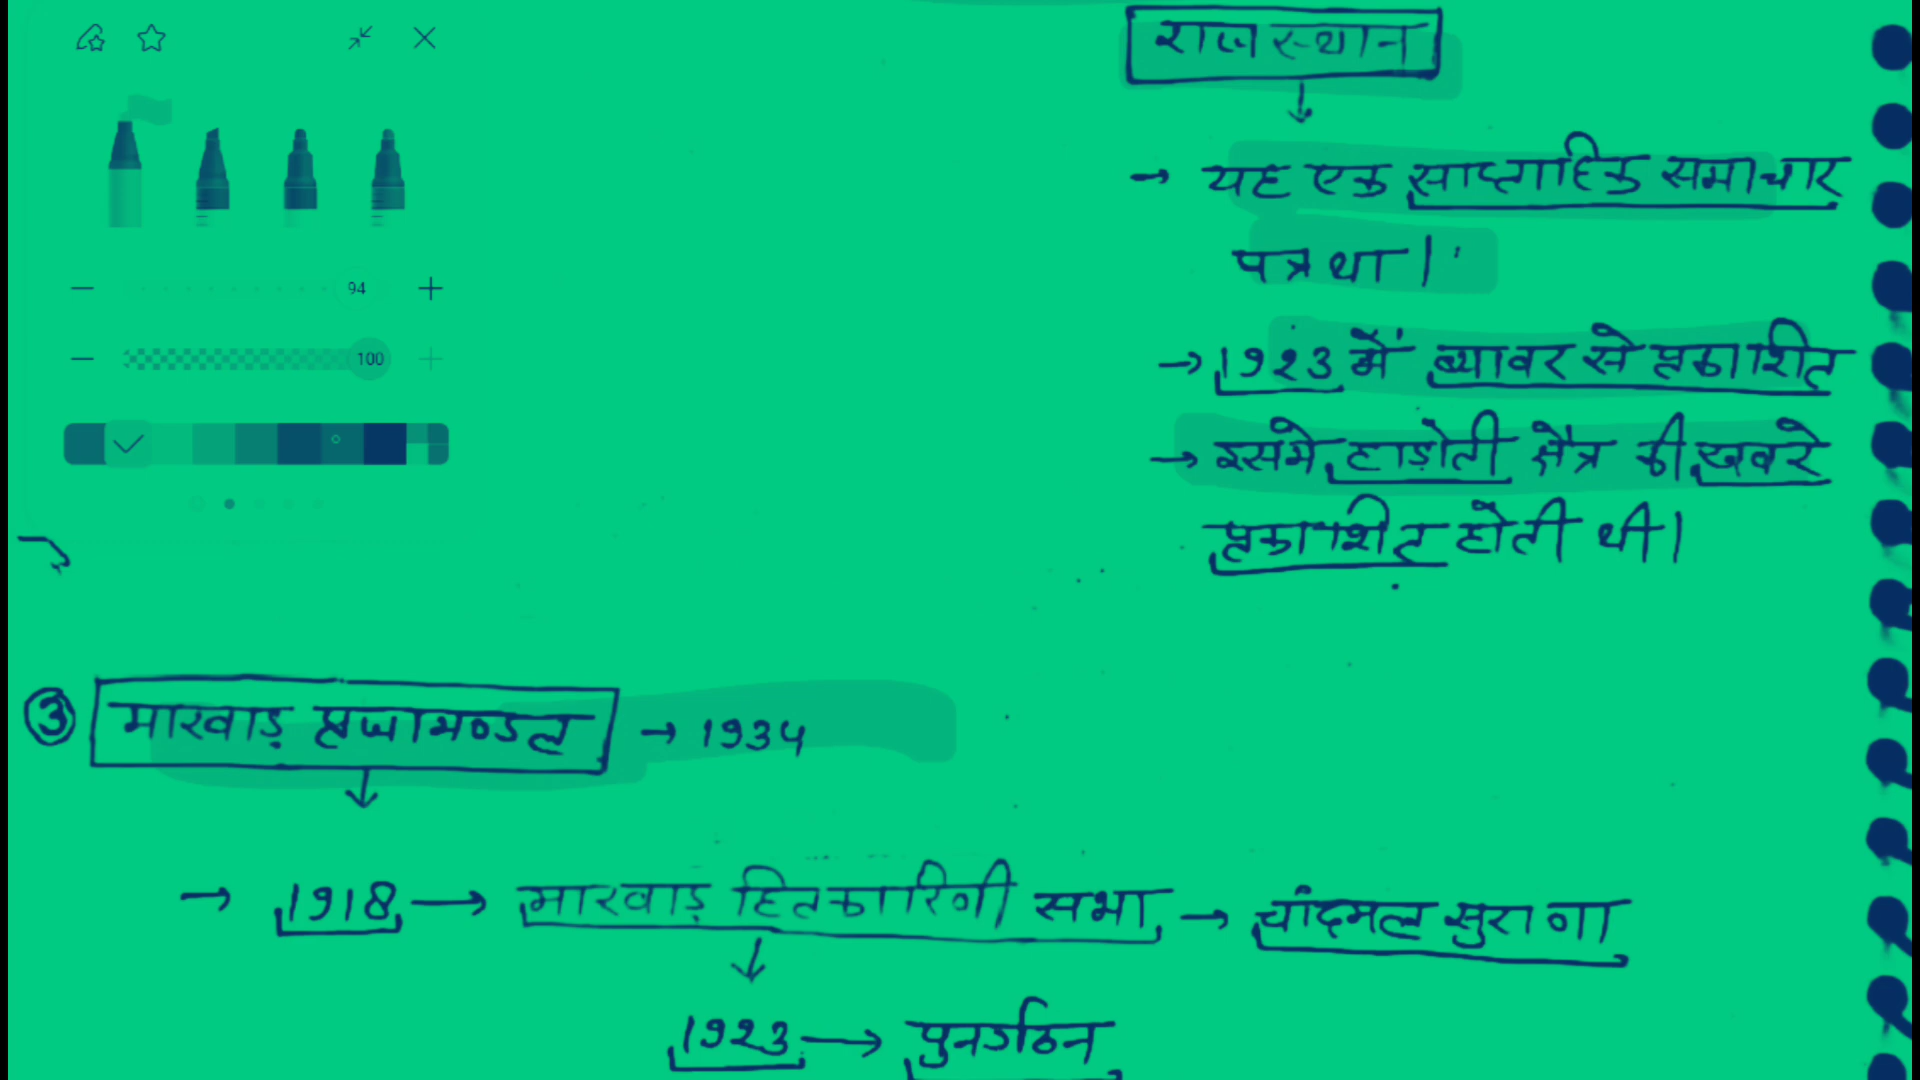 राजस्थान
↓
→ यह एक साप्ताहिक समाचार
पत्र था।
→ 1923 में ब्यावर से प्रकाशित
→ इसमे हाड़ोती क्षैत्र की खबरे
प्रकाशित होती थी।
94
100
③ मारवाड़ प्रजामण्डल → 1934
↓
→ 1918 → मारवाड़ हितकारिणी सभा → चांदमल सुराणा
↓
1923 → पुनर्गठन